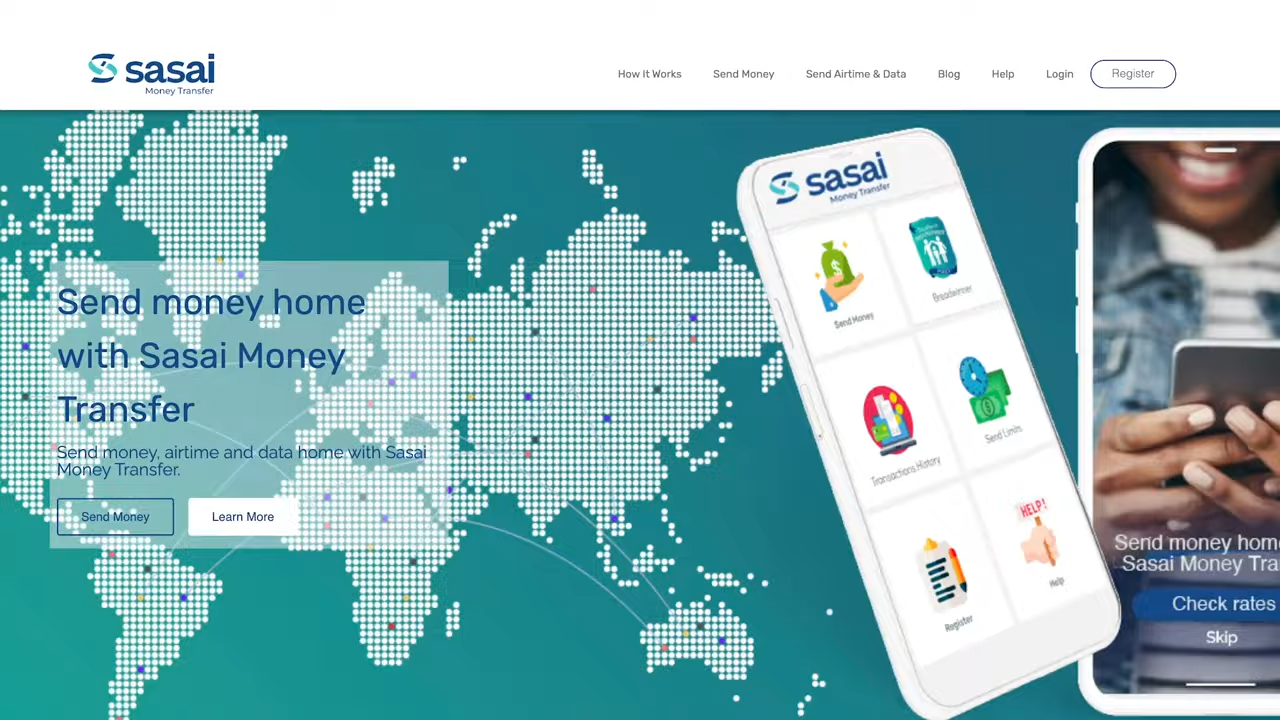 sasai
Money Transfer
How It Works
Send Money
Send Airtime & Data
Blog
Help
Login
Register
Send money home
with Sasai Money
Transfer
Send money, airtime and data home with Sasai
Money Transfer.
Send Money
Learn More
sasai
Money Transfer
Send Money
Breadwinner
Transactions History
Send Limits
HELP!
Register
Help
Send money hom
Sasai Money Tra
Check rates
Skip